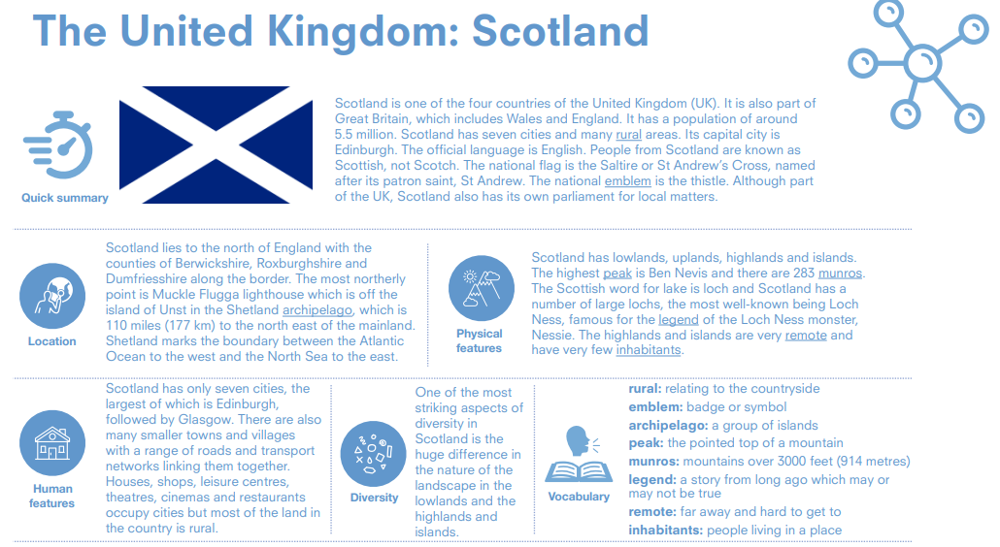 The United Kingdom: Scotland
Quick summary
Scotland is one of the four countries of the United Kingdom (UK). It is also part of
Great Britain, which includes Wales and England. It has a population of around
5.5 million. Scotland has seven cities and many rural areas. Its capital city is
Edinburgh. The official language is English. People from Scotland are known as
Scottish, not Scotch. The national flag is the Saltire or St Andrew's Cross, named
after its patron saint, St Andrew. The national emblem is the thistle. Although part
of the UK, Scotland also has its own parliament for local matters.
Location
Scotland lies to the north of England with the
counties of Berwickshire, Roxburghshire and
Dumfriesshire along the border. The most northerly
point is Muckle Flugga lighthouse which is off the
island of Unst in the Shetland archipelago, which is
110 miles (177 km) to the north east of the mainland.
Shetland marks the boundary between the Atlantic
Ocean to the west and the North Sea to the east.
Physical
features
Scotland has lowlands, uplands, highlands and islands.
The highest peak is Ben Nevis and there are 283 munros.
The Scottish word for lake is loch and Scotland has a
number of large lochs, the most well-known being Loch
Ness, famous for the legend of the Loch Ness monster,
Nessie. The highlands and islands are very remote and
have very few inhabitants.
Human
features
Scotland has only seven cities, the
largest of which is Edinburgh,
followed by Glasgow. There are also
many smaller towns and villages
with a range of roads and transport
networks linking them together.
Houses, shops, leisure centres,
theatres, cinemas and restaurants
occupy cities but most of the land in
the country is rural.
Diversity
One of the most
striking aspects of
diversity in
Scotland is the
huge difference in
the nature of the
landscape in the
lowlands and the
highlands and
islands.
Vocabulary
rural: relating to the countryside
emblem: badge or symbol
archipelago: a group of islands
peak: the pointed top of a mountain
munros: mountains over 3000 feet (914 metres)
legend: a story from long ago which may or
may not be true
remote: far away and hard to get to
inhabitants: people living in a place